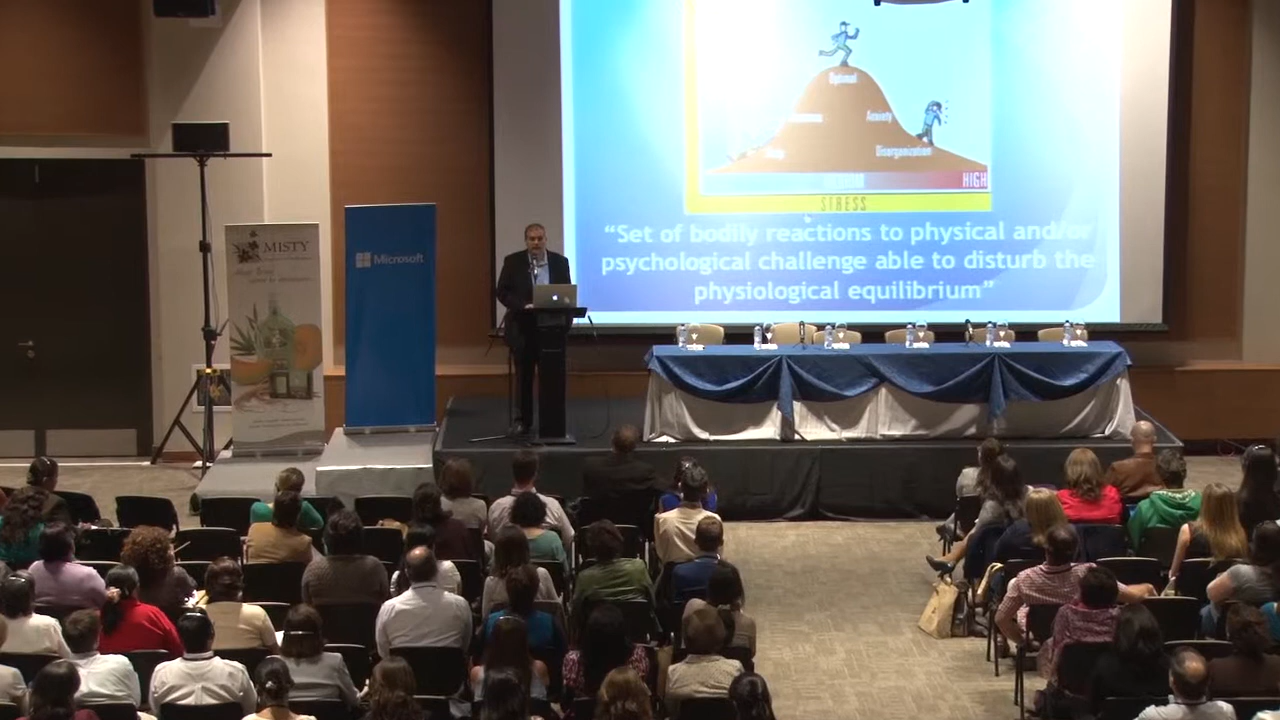 Optimal
Anxiety
Disorganization
HIGH
STRESS
“Set of bodily reactions to physical and/or
psychological challenge able to disturb the
physiological equilibrium”
MISTY
Microsoft